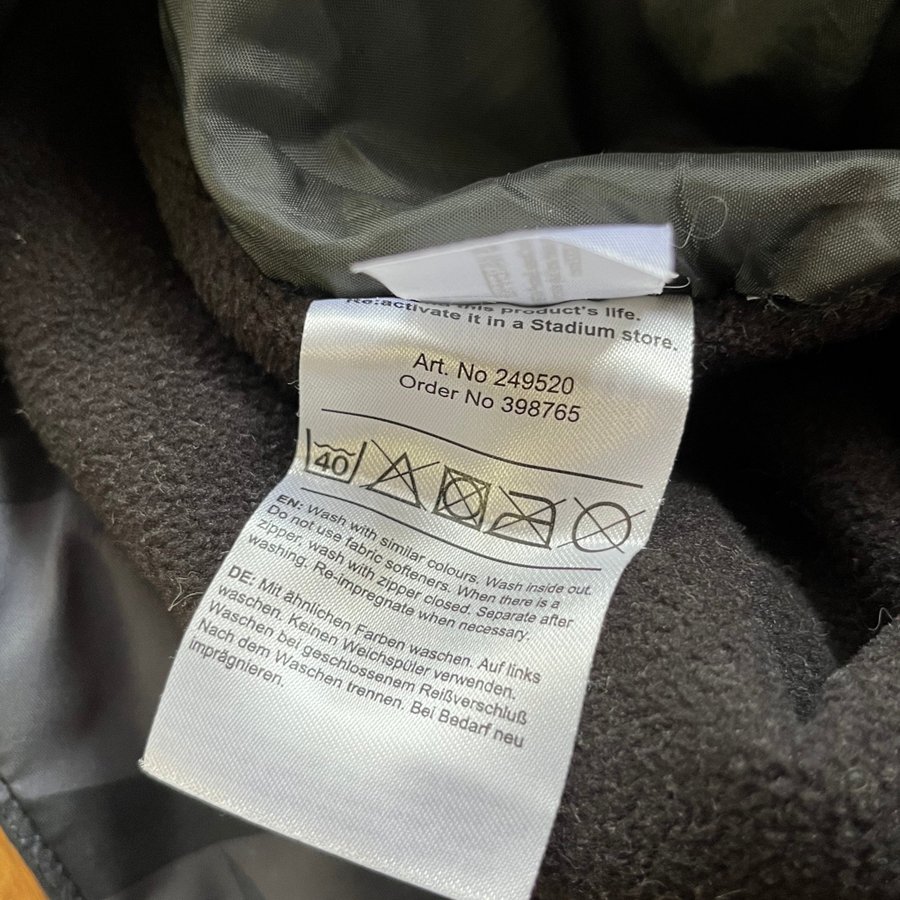 this product's life.
Re:activate it in a Stadium store.
Art. No 249520
Order No 398765
40
EN: Wash with similar colours. Wash inside out.
Do not use fabric softeners. When there is a
zipper, wash with zipper closed. Separate after
washing. Re-impregnate when necessary.
DE: Mit ähnlichen Farben waschen. Auf links
waschen. Keinen Weichspüler verwenden.
Waschen bei geschlossenem Reißverschluß
Nach dem Waschen trennen. Bei Bedarf neu
imprägnieren.